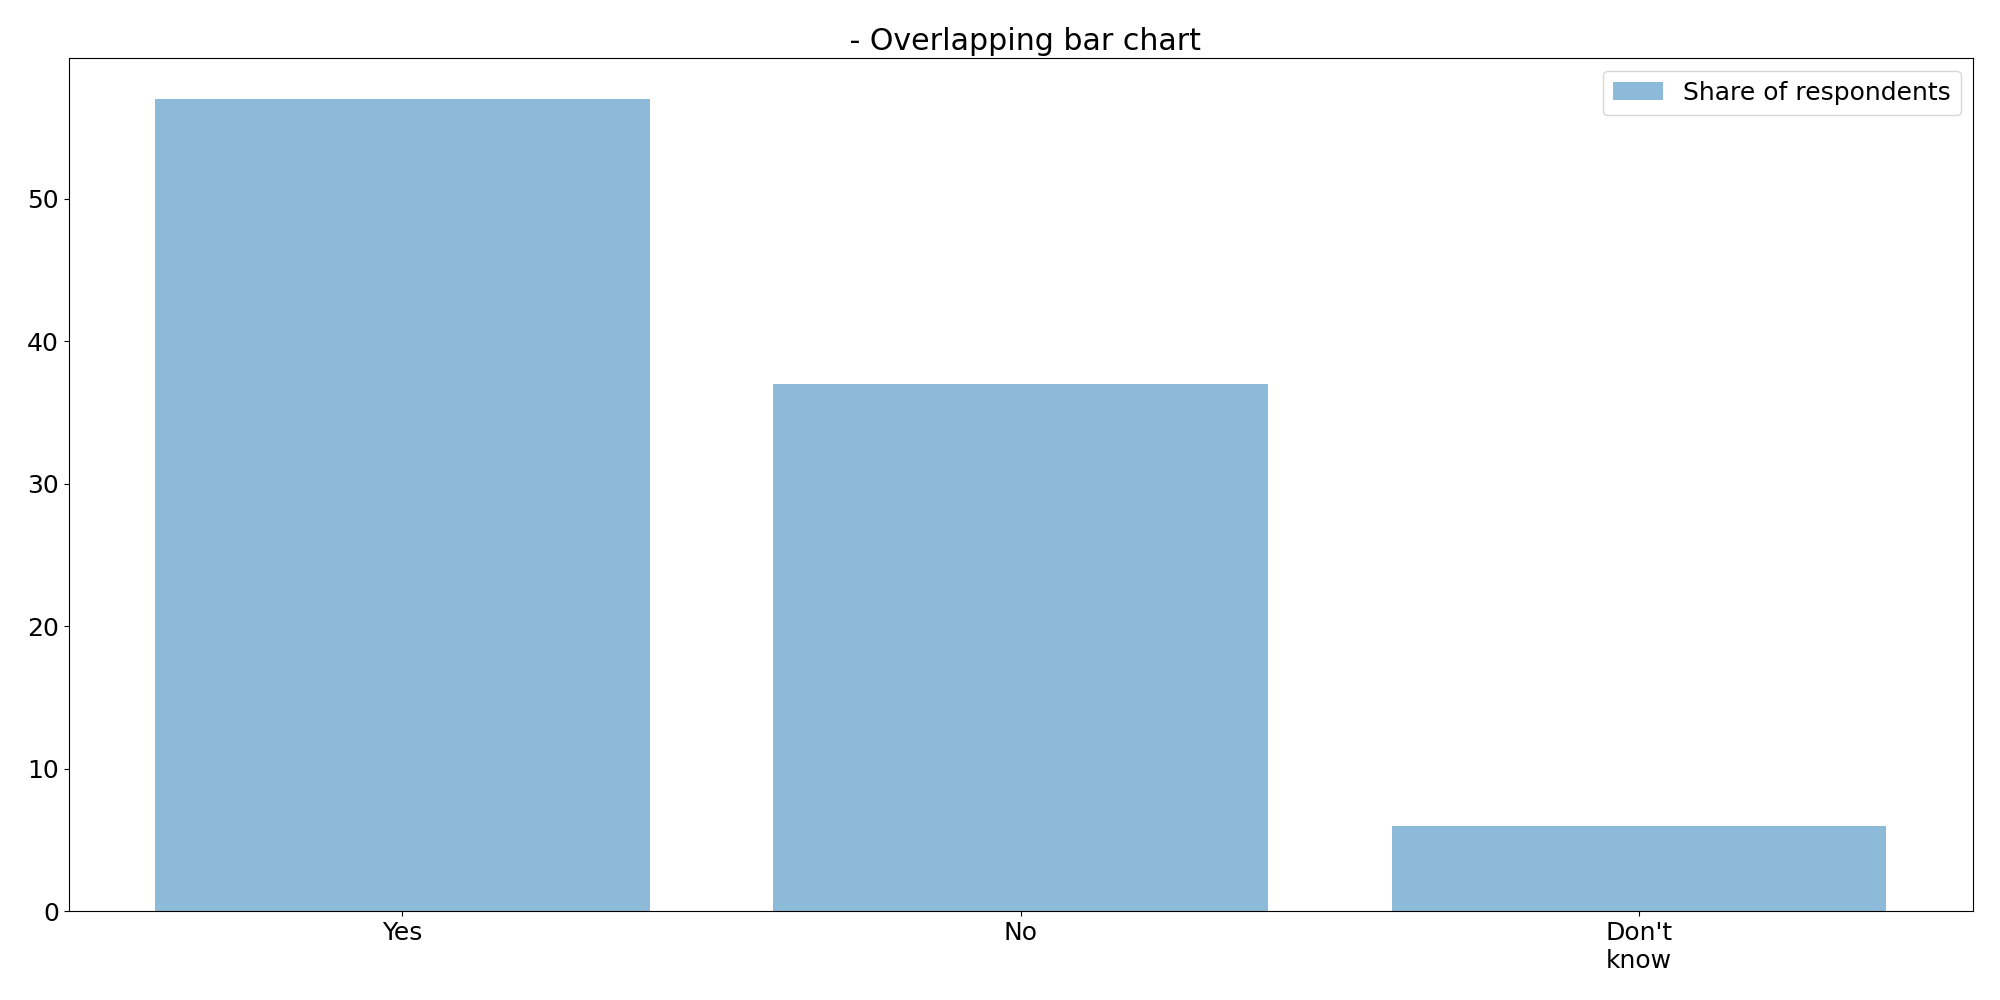 - Overlapping bar chart
Share of respondents
50
40
30
20
10
0
Yes
No
Don't
know